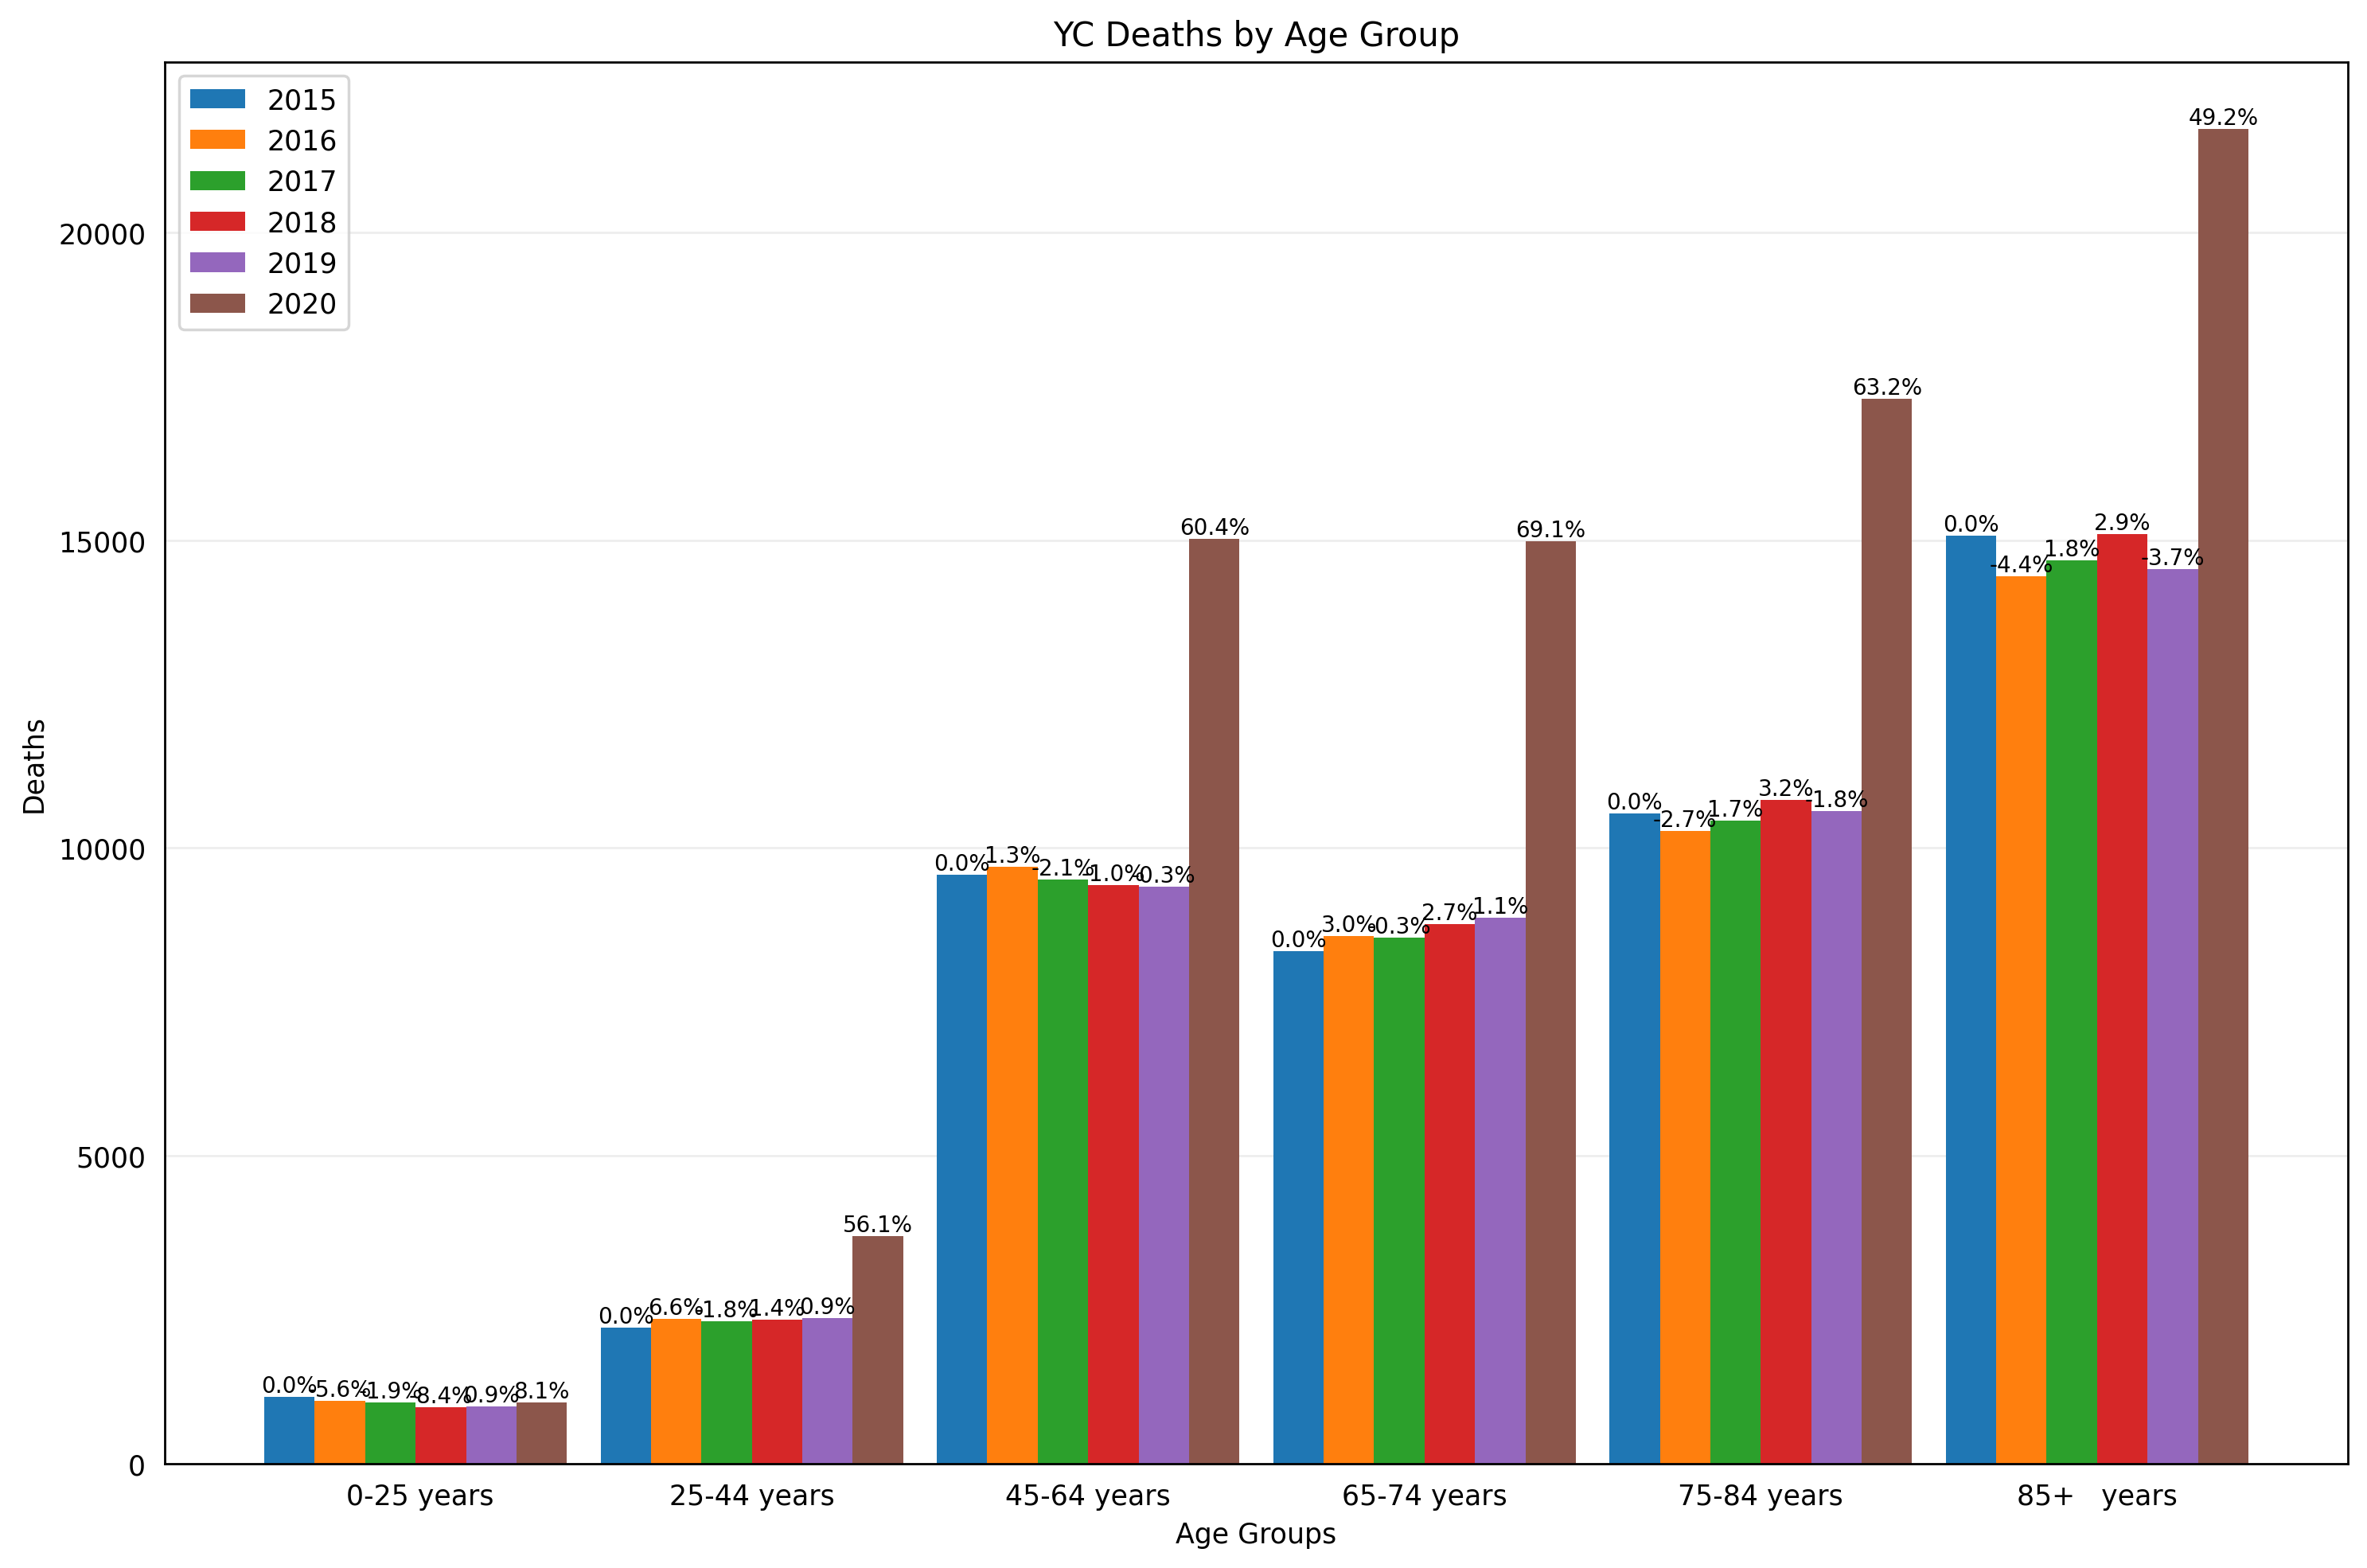 YC Deaths by Age Group
2015
2016
2017
2018
2019
2020
Deaths
20000
15000
10000
5000
0
0.0% -5.6% -1.9% -8.4% 0.9% 8.1%
0.0% 6.6% -1.8% 1.4% 0.9% 56.1%
0.0% 1.3% -2.1% -1.0% -0.3% 60.4%
0.0% 3.0% -0.3% 2.7% 1.1% 69.1%
0.0% -2.7% 1.7% 3.2% -1.8% 63.2%
0.0% -4.4% 1.8% 2.9% -3.7% 49.2%
0-25 years 25-44 years 45-64 years 65-74 years 75-84 years 85+ years
Age Groups